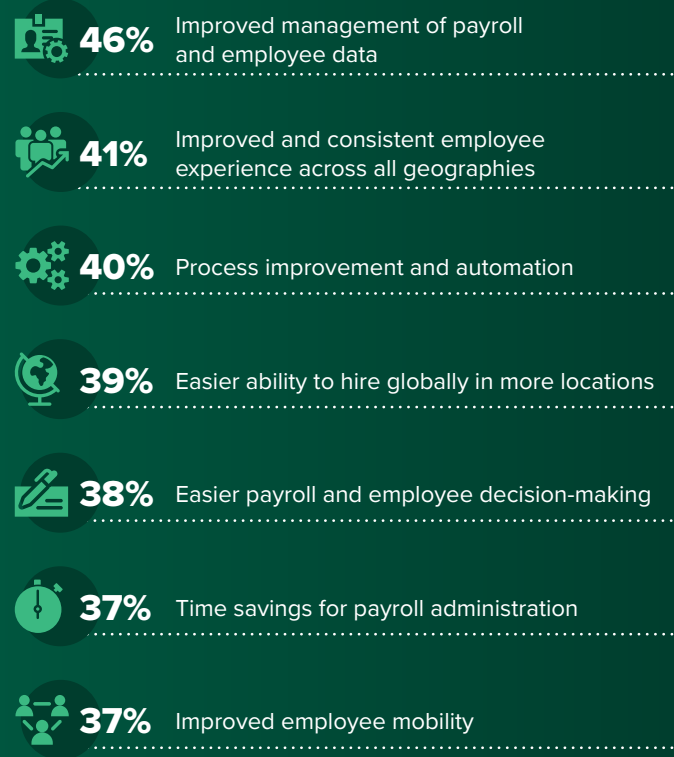 46%
Improved management of payroll
and employee data
41%
Improved and consistent employee
experience across all geographies
40%
Process improvement and automation
39%
Easier ability to hire globally in more locations
38%
Easier payroll and employee decision-making
37%
Time savings for payroll administration
37%
Improved employee mobility